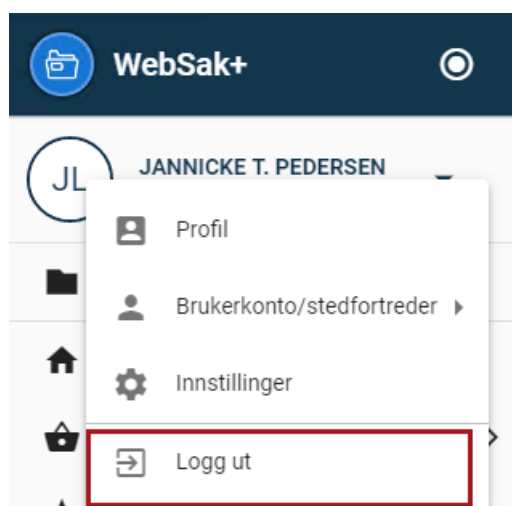 WebSak+
JL
JANNICKE T. PEDERSEN
Profil
Brukerkonto/stedfortreder
Innstillinger
Logg ut